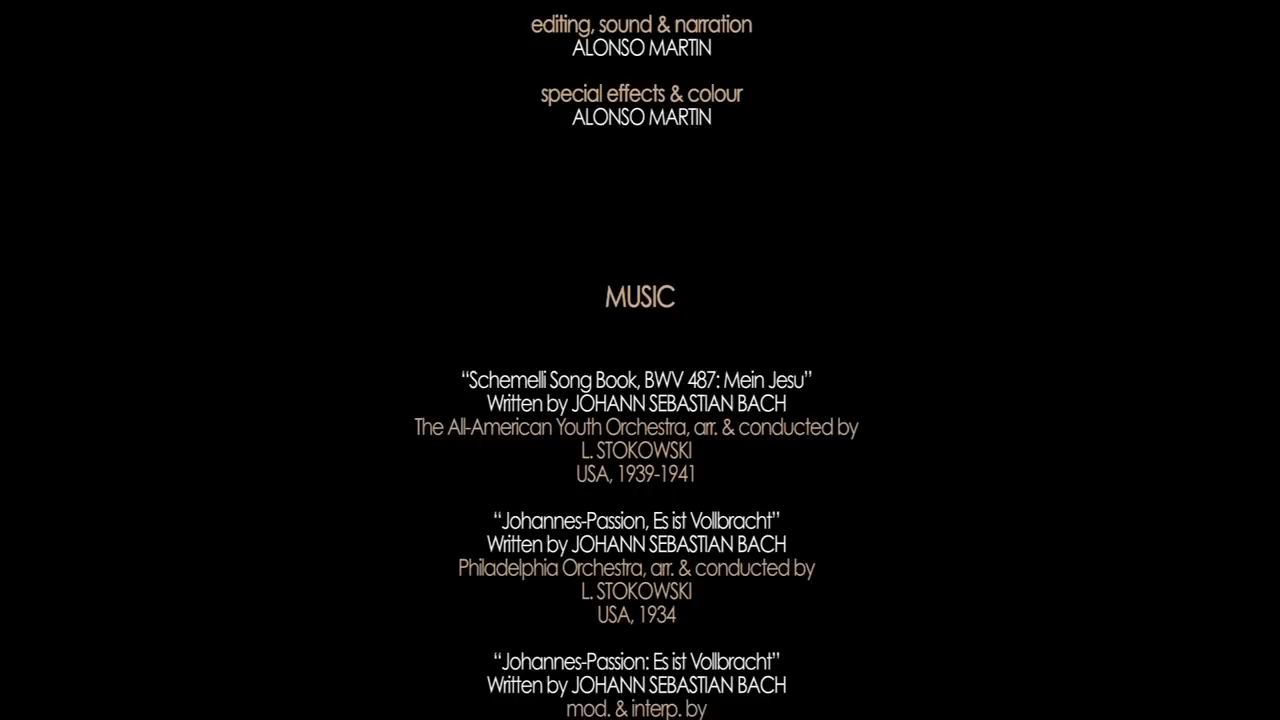 editing, sound & narration
ALONSO MARTIN
special effects & colour
ALONSO MARTIN
MUSIC
“Schemelli Song Book, BWV 487: Mein Jesu”
Written by JOHANN SEBASTIAN BACH
The All-American Youth Orchestra, arr. & conducted by
L. STOKOWSKI
USA, 1939-1941
“Johannes-Passion, Es ist Vollbracht”
Written by JOHANN SEBASTIAN BACH
Philadelphia Orchestra, arr. & conducted by
L. STOKOWSKI
USA, 1934
“Johannes-Passion: Es ist Vollbracht”
Written by JOHANN SEBASTIAN BACH
mod. & interp. by